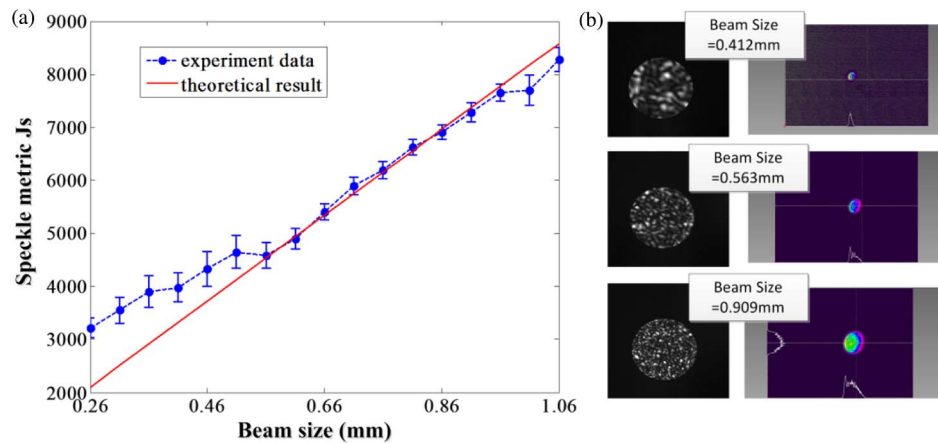 (a)
9000
8000
7000
6000
5000
4000
3000
2000
Speckle metric Js
experiment data
theoretical result
0.26
0.46
0.66
0.86
1.06
Beam size (mm)
(b)
Beam Size
=0.412mm
Beam Size
=0.563mm
Beam Size
=0.909mm